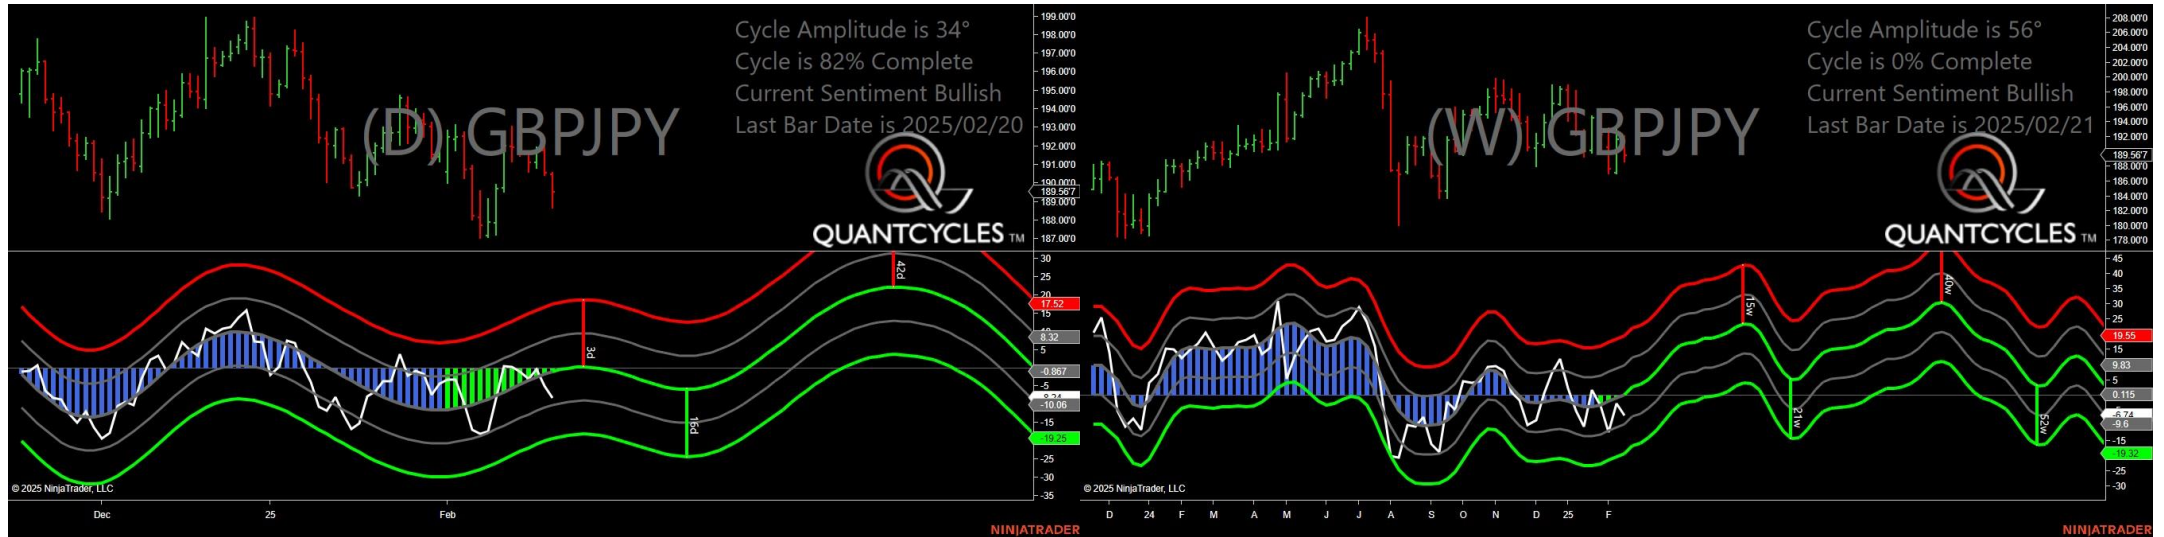 Cycle Amplitude is 34°
Cycle is 82% Complete
Current Sentiment Bullish
Last Bar Date is 2025/02/20
(D) GBPJPY
QUANTCYCLES TM
199.00'0
198.00'0
197.00'0
196.00'0
195.00'0
194.00'0
193.00'0
192.00'0
191.00'0
190.00'0
189.56'7
189.00'0
188.00'0
187.00'0
30
25
20
17.52
15
8.32
5
-0.867
-5
-10.06
-15
-19.25
-25
-30
-35
3d
16d
42d
© 2025 NinjaTrader, LLC
Dec
25
Feb
NINJATRADER
Cycle Amplitude is 56°
Cycle is 0% Complete
Current Sentiment Bullish
Last Bar Date is 2025/02/21
(W) GBPJPY
QUANTCYCLES TM
208.00'0
206.00'0
204.00'0
202.00'0
200.00'0
198.00'0
196.00'0
194.00'0
192.00'0
189.56'7
188.00'0
186.00'0
184.00'0
182.00'0
180.00'0
178.00'0
45
40
35
30
25
19.55
15
9.83
5
0.115
-6.74
-9.6
-15
-19.32
-25
-30
15w
21w
40w
52w
© 2025 NinjaTrader, LLC
D 24 F M A M J J A S O N D 25 F
NINJATRADER